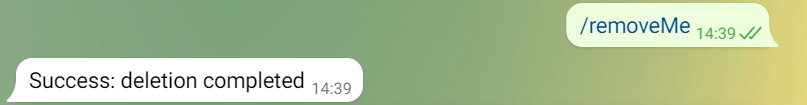 /removeMe 14:39
Success: deletion completed 14:39